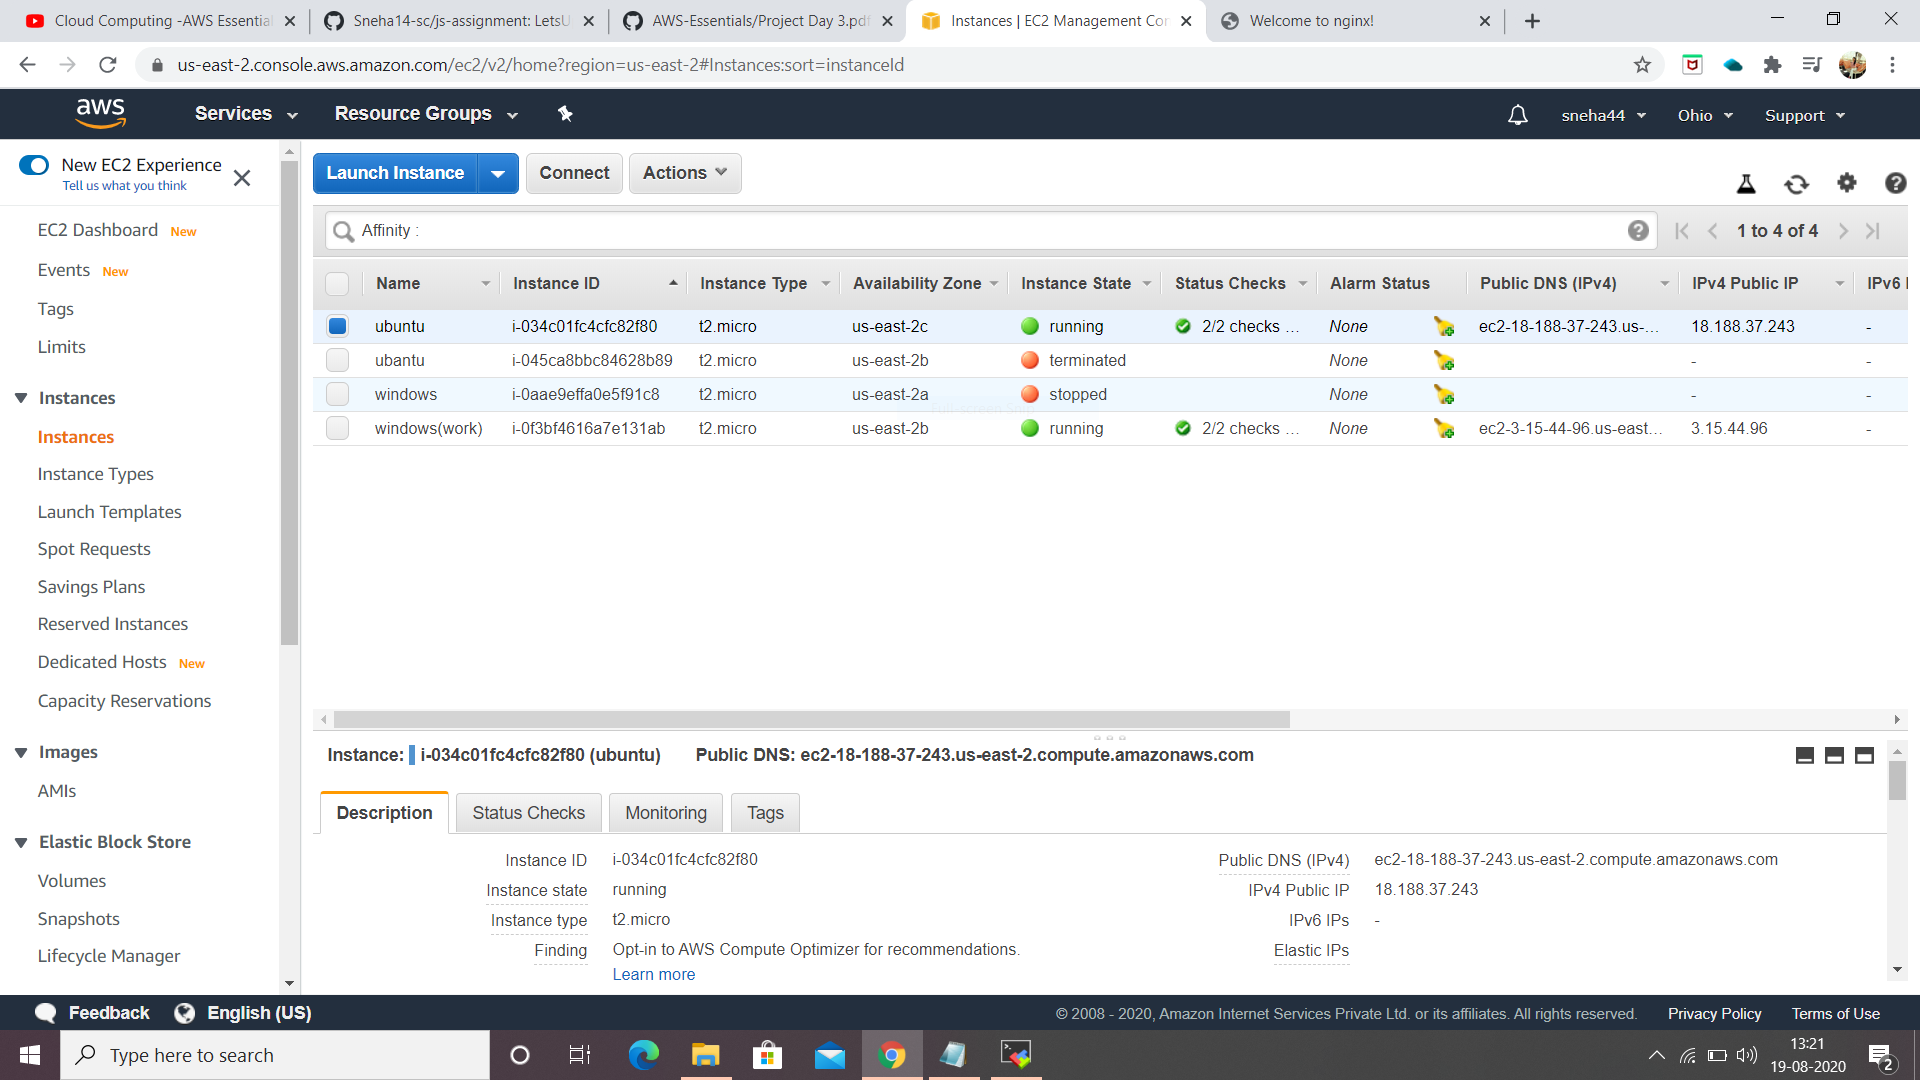 Cloud Computing -AWS Essentia
Sneha14-sc/js-assignment: LetsU
AWS-Essentials/Project Day 3.pdf
Instances | EC2 Management Con
Welcome to nginx!
us-east-2.console.aws.amazon.com/ec2/v2/home?region=us-east-2#Instances:sort=instanceId
aws
Services
Resource Groups
sneha44
Ohio
Support
New EC2 Experience
Tell us what you think
EC2 Dashboard New
Events New
Tags
Limits
Instances
Instances
Instance Types
Launch Templates
Spot Requests
Savings Plans
Reserved Instances
Dedicated Hosts New
Capacity Reservations
Images
AMIs
Elastic Block Store
Volumes
Snapshots
Lifecycle Manager
Launch Instance
Connect
Actions
Affinity :
1 to 4 of 4
Name Instance ID Instance Type Availability Zone Instance State Status Checks Alarm Status Public DNS (IPv4) IPv4 Public IP IPv6 I
ubuntu i-034c01fc4cfc82f80 t2.micro us-east-2c running 2/2 checks ... None ec2-18-188-37-243.us-... 18.188.37.243 -
ubantu i-045ca8bbc84628b89 t2.micro us-east-2b terminated None - -
windows i-0aae9effa0e5f91c8 t2.micro us-east-2a stopped None - -
windows(work) i-0f3bf4616a7e131ab t2.micro us-east-2b running 2/2 checks ... None ec2-3-15-44-96.us-east... 3.15.44.96 -
Full-screen Snip
Instance: i-034c01fc4cfc82f80 (ubuntu) Public DNS: ec2-18-188-37-243.us-east-2.compute.amazonaws.com
Description
Status Checks
Monitoring
Tags
Instance ID i-034c01fc4cfc82f80
Instance state running
Instance type t2.micro
Finding Opt-in to AWS Compute Optimizer for recommendations.
Learn more
Public DNS (IPv4) ec2-18-188-37-243.us-east-2.compute.amazonaws.com
IPv4 Public IP 18.188.37.243
IPv6 IPs -
Elastic IPs
Feedback
English (US)
© 2008 - 2020, Amazon Internet Services Private Ltd. or its affiliates. All rights reserved.
Privacy Policy
Terms of Use
Type here to search
13:21
19-08-2020
2